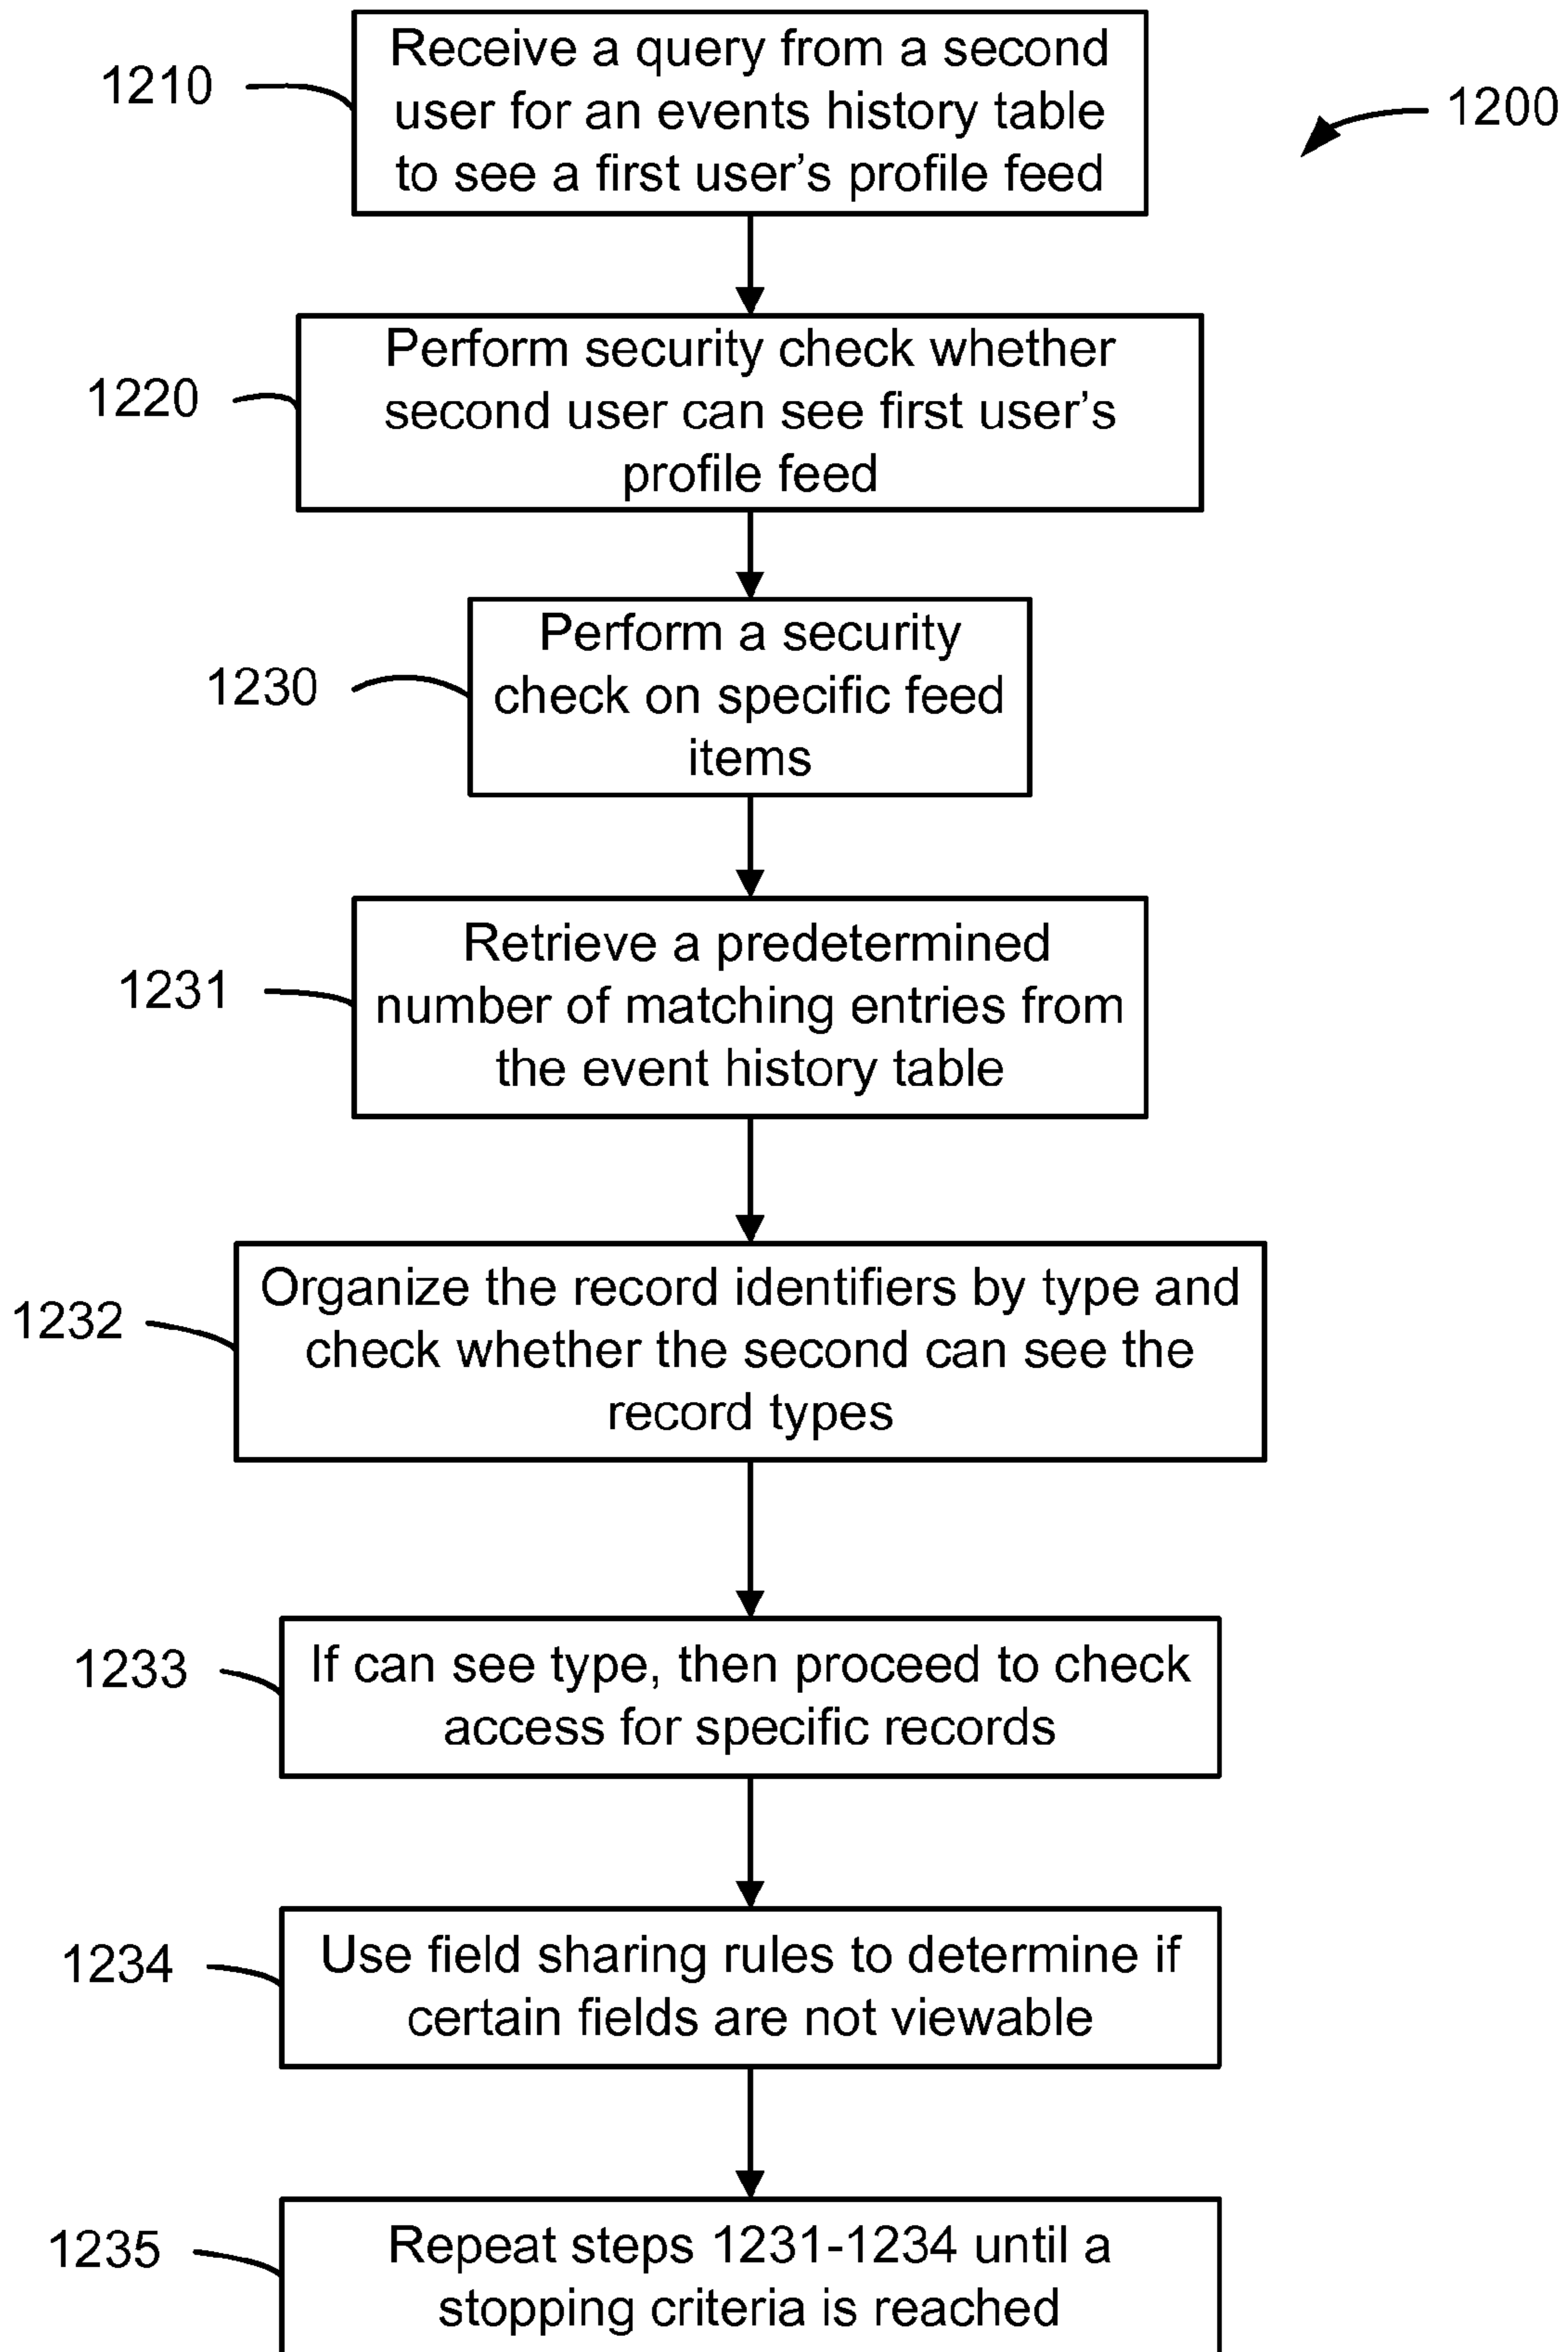 Receive a query from a second
user for an events history table
to see a first user's profile feed
1210
1200
Perform security check whether
second user can see first user's
profile feed
1220
Perform a security
check on specific feed
items
1230
Retrieve a predetermined
number of matching entries from
the event history table
1231
Organize the record identifiers by type and
check whether the second can see the
record types
1232
If can see type, then proceed to check
access for specific records
1233
Use field sharing rules to determine if
certain fields are not viewable
1234
Repeat steps 1231-1234 until a
stopping criteria is reached
1235